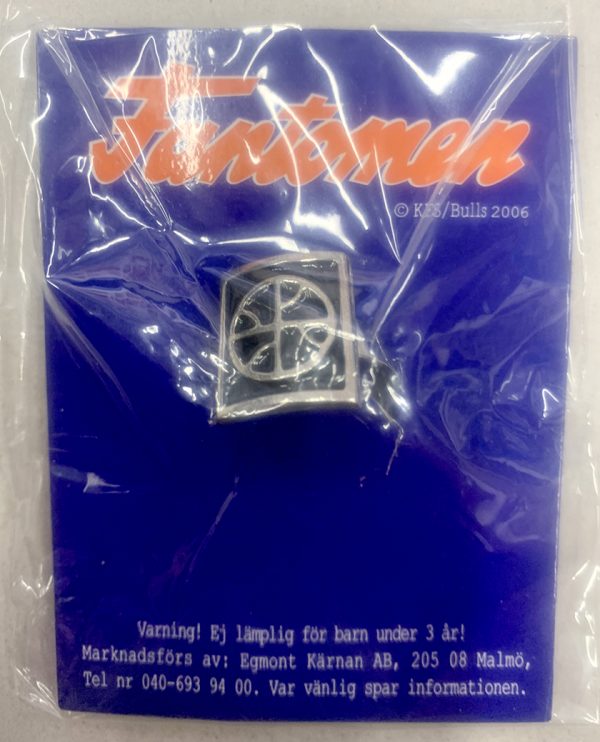 Fantomen
© KFS/Bulls 2006
Varning! Ej lämplig för barn under 3 år!
Marknadsförs av: Egmont Kärnan AB, 205 08 Malmö,
Tel nr 040-693 94 00. Var vänlig spar informationen.